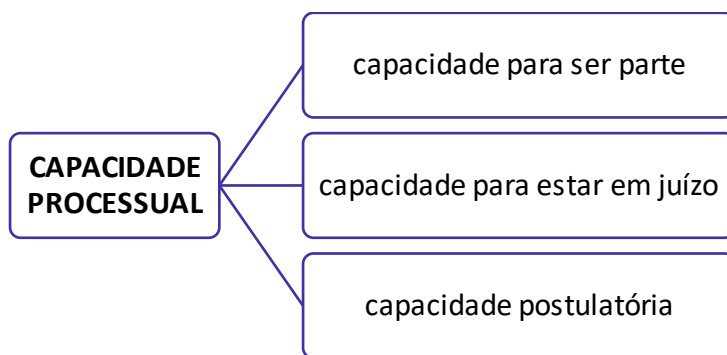 capacidade para ser parte
CAPACIDADE
PROCESSUAL
capacidade para estar em juízo
capacidade postulatória